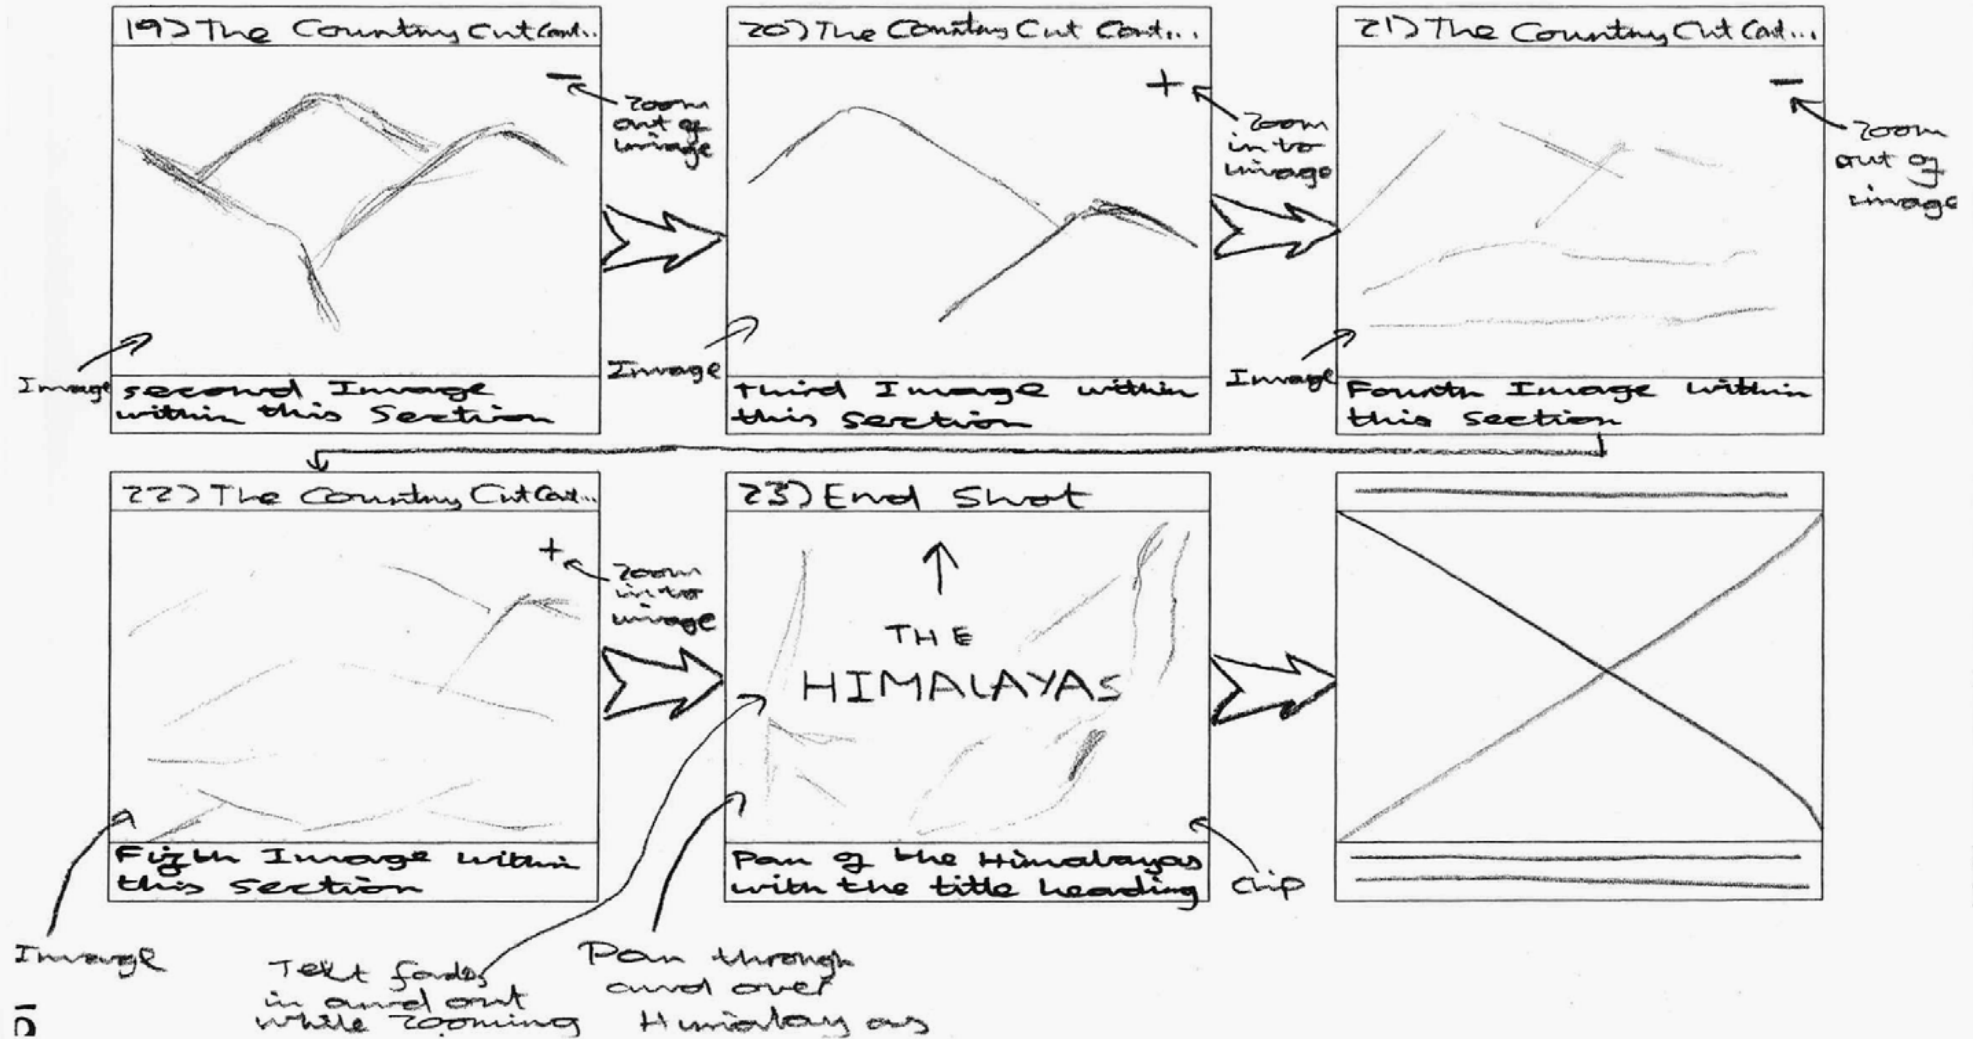 19) The Country Cut Cont...
20) The Country Cut Cont...
21) The Country Cut Cont...
-
Zoom
out of
image
+
Zoom
in to
image
-
Zoom
out of
image
Image
Second Image
within this Section
Image
Third Image within
this Section
Image
Fourth Image within
this Section
22) The Country Cut Cont...
23) End Shot
+
Zoom
in to
image
THE
HIMALAYAS
Fifth Image within
this Section
Pan of the Himalayas
with the title heading
Clip
Image
Text fades
in and out
while zooming
Pan through
and over
Himalayas